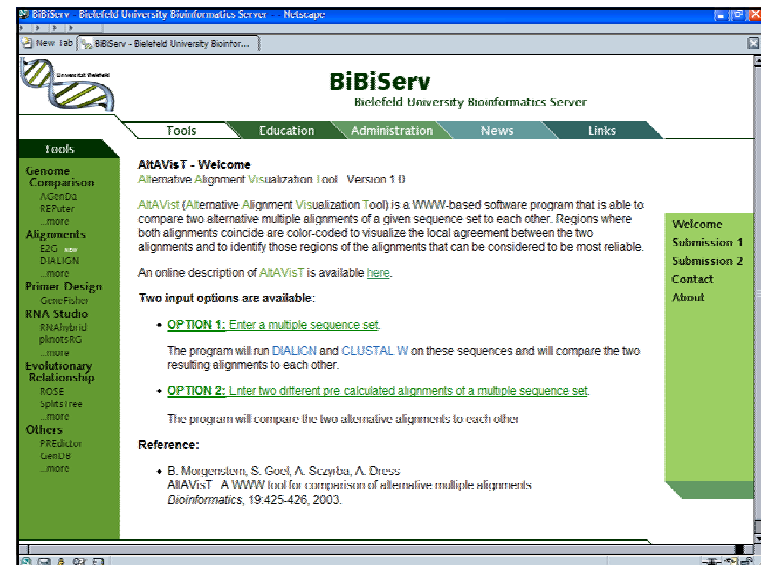 BiBiServ - Bielefeld University Bioinformatics Server - Netscape
New Tab
BiBiServ - Bielefeld University Bioinfor...
Universität Bielefeld
BiBiServ
Bielefeld University Bioinformatics Server
Tools Education Administration News Links
Tools
Genome
Comparison
AGenDa
REPuter
...more
Alignments
E2G NEW
DIALIGN
...more
Primer Design
GeneFisher
RNA Studio
RNAhybrid
pknotsRG
...more
Evolutionary
Relationship
ROSE
SplitsTree
...more
Others
PREdictor
GenDB
...more
AltAVisT - Welcome
Alternative Alignment Visualization Tool Version 1.0
AltAVist (Alternative Alignment Visualization Tool) is a WWW-based software program that is able to
compare two alternative multiple alignments of a given sequence set to each other. Regions where
both alignments coincide are color-coded to visualize the local agreement between the two
alignments and to identify those regions of the alignments that can be considered to be most reliable.
An online description of AltAVisT is available here.
Two input options are available:
• OPTION 1: Enter a multiple sequence set.
The program will run DIALIGN and CLUSTAL W on these sequences and will compare the two
resulting alignments to each other.
• OPTION 2: Enter two different pre calculated alignments of a multiple sequence set.
The program will compare the two alternative alignments to each other
Reference:
• B. Morgenstern, S. Goel, A. Sczyrba, A. Dress
AltAVisT A WWW tool for comparison of alternative multiple alignments
Bioinformatics, 19:425-426, 2003.
Welcome
Submission 1
Submission 2
Contact
About